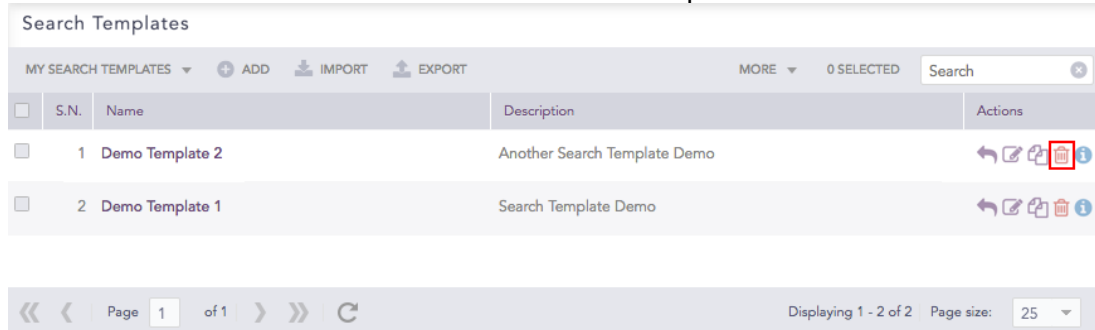 Search Templates
MY SEARCH TEMPLATES ADD IMPORT EXPORT MORE 0 SELECTED Search
S.N. Name Description Actions
1 Demo Template 2 Another Search Template Demo
2 Demo Template 1 Search Template Demo
Page 1 of 1 Displaying 1 - 2 of 2 Page size: 25